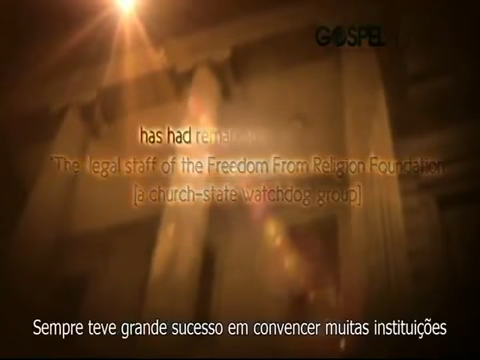 GOSPEL
has had
"The legal staff of the Freedom From Religion Foundation
[a church-state watchdog group]
Sempre teve grande sucesso em convencer muitas instituições